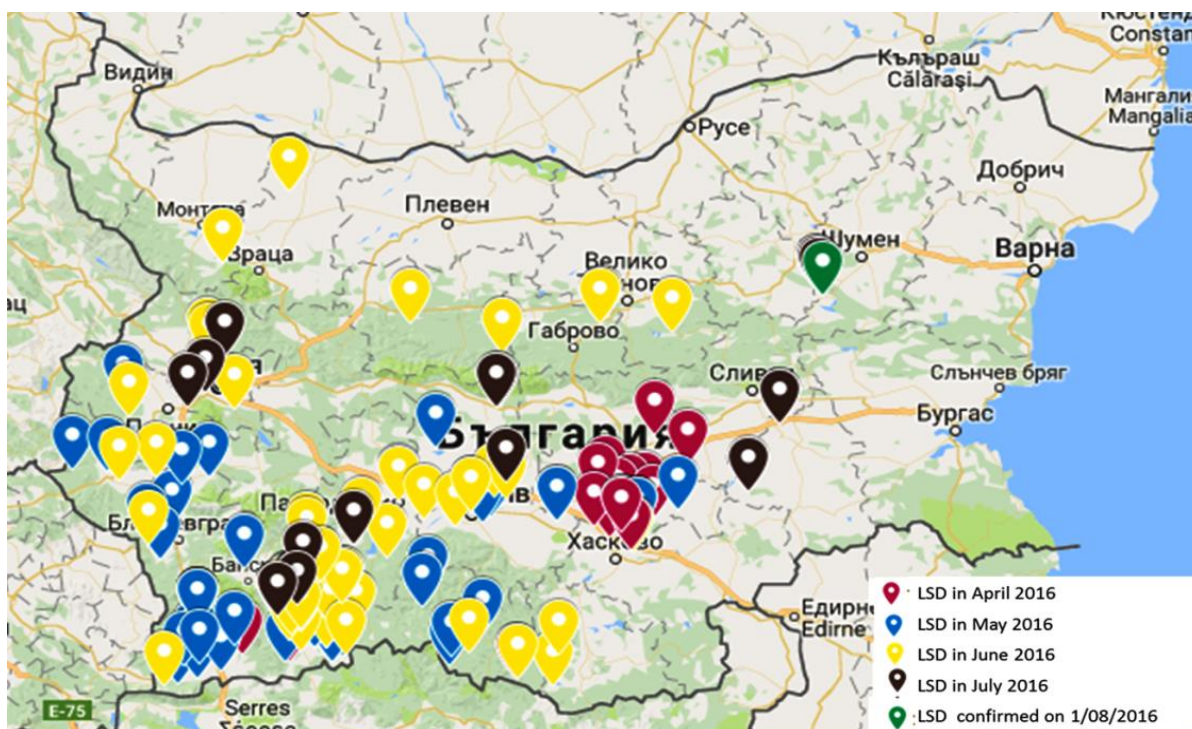 Кюстенд
Constan
Видин
Кълъраш
Călăraşi
Мангали
Mangalia
Русе
Добрич
Монтана
Плевен
Враца
Шумен
Варна
Велико
Габрово
Сливен
Слънчев бряг
Бургас
България
Хасково
Едирне
Edirne
E-75
Serres
LSD in April 2016
LSD in May 2016
LSD in June 2016
LSD in July 2016
LSD confirmed on 1/08/2016